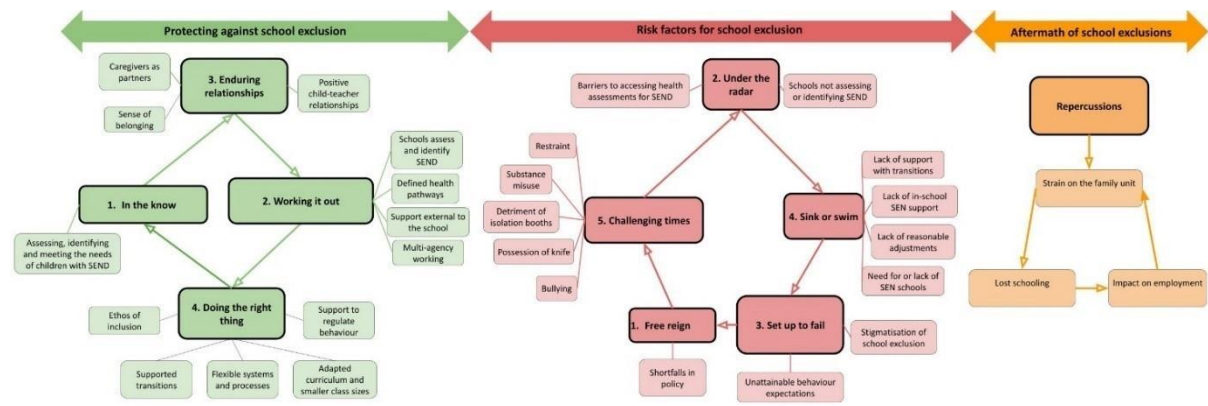 Protecting against school exclusion
Risk factors for school exclusion
Aftermath of school exclusions
Caregivers as
partners
3. Enduring
relationships
Positive
child-teacher
relationships
Sense of
belonging
Schools assess
and identify
SEND
1. In the know
2. Working it out
Defined health
pathways
Support external to
the school
Multi-agency
working
Assessing, identifying
and meeting the needs
of children with SEND
4. Doing the right
thing
Ethos of
inclusion
Support to
regulate
behaviour
Supported
transitions
Flexible systems
and processes
Adapted
curriculum and
smaller class sizes
Barriers to accessing health
assessments for SEND
2. Under the
radar
Schools not assessing
or identifying SEND
Restraint
Substance
misuse
Detriment of
isolation booths
Possession of knife
Bullying
5. Challenging times
4. Sink or swim
Lack of support
with transitions
Lack of in-school
SEN support
Lack of reasonable
adjustments
Need for or lack of
SEN schools
1. Free reign
3. Set up to fail
Stigmatisation of
school exclusion
Shortfalls in
policy
Unattainable behaviour
expectations
Repercussions
Strain on the family unit
Lost schooling
Impact on employment